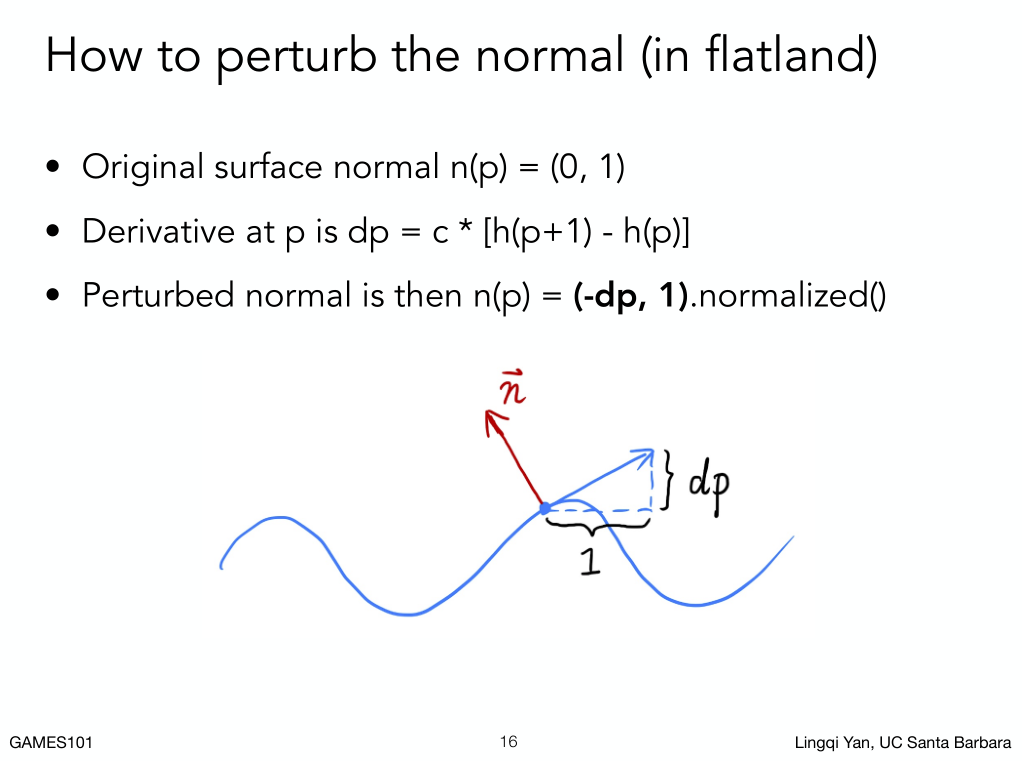 How to perturb the normal (in flatland)
• Original surface normal n(p) = (0, 1)
• Derivative at p is dp = c * [h(p+1) - h(p)]
• Perturbed normal is then n(p) = (-dp, 1).normalized()
n⃗
dp
1
GAMES101
16
Lingqi Yan, UC Santa Barbara